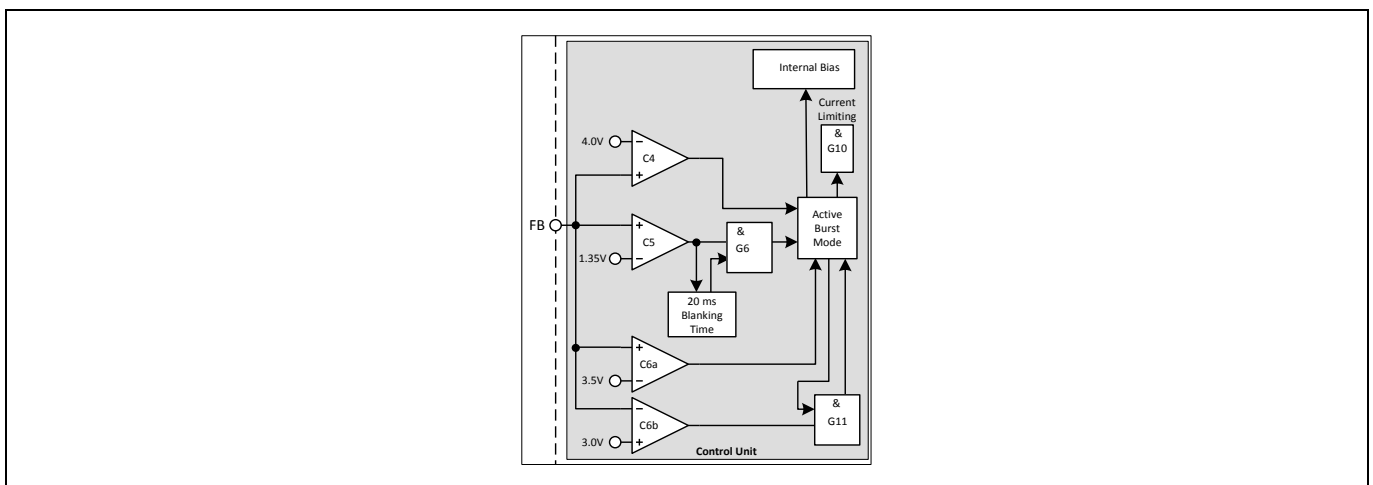 Internal Bias
Current
Limiting
&
G10
4.0V
−
C4
+
Active
Burst
Mode
FB
+
C5
−
1.35V
&
G6
20 ms
Blanking
Time
+
C6a
−
3.5V
&
G11
−
C6b
+
3.0V
Control Unit